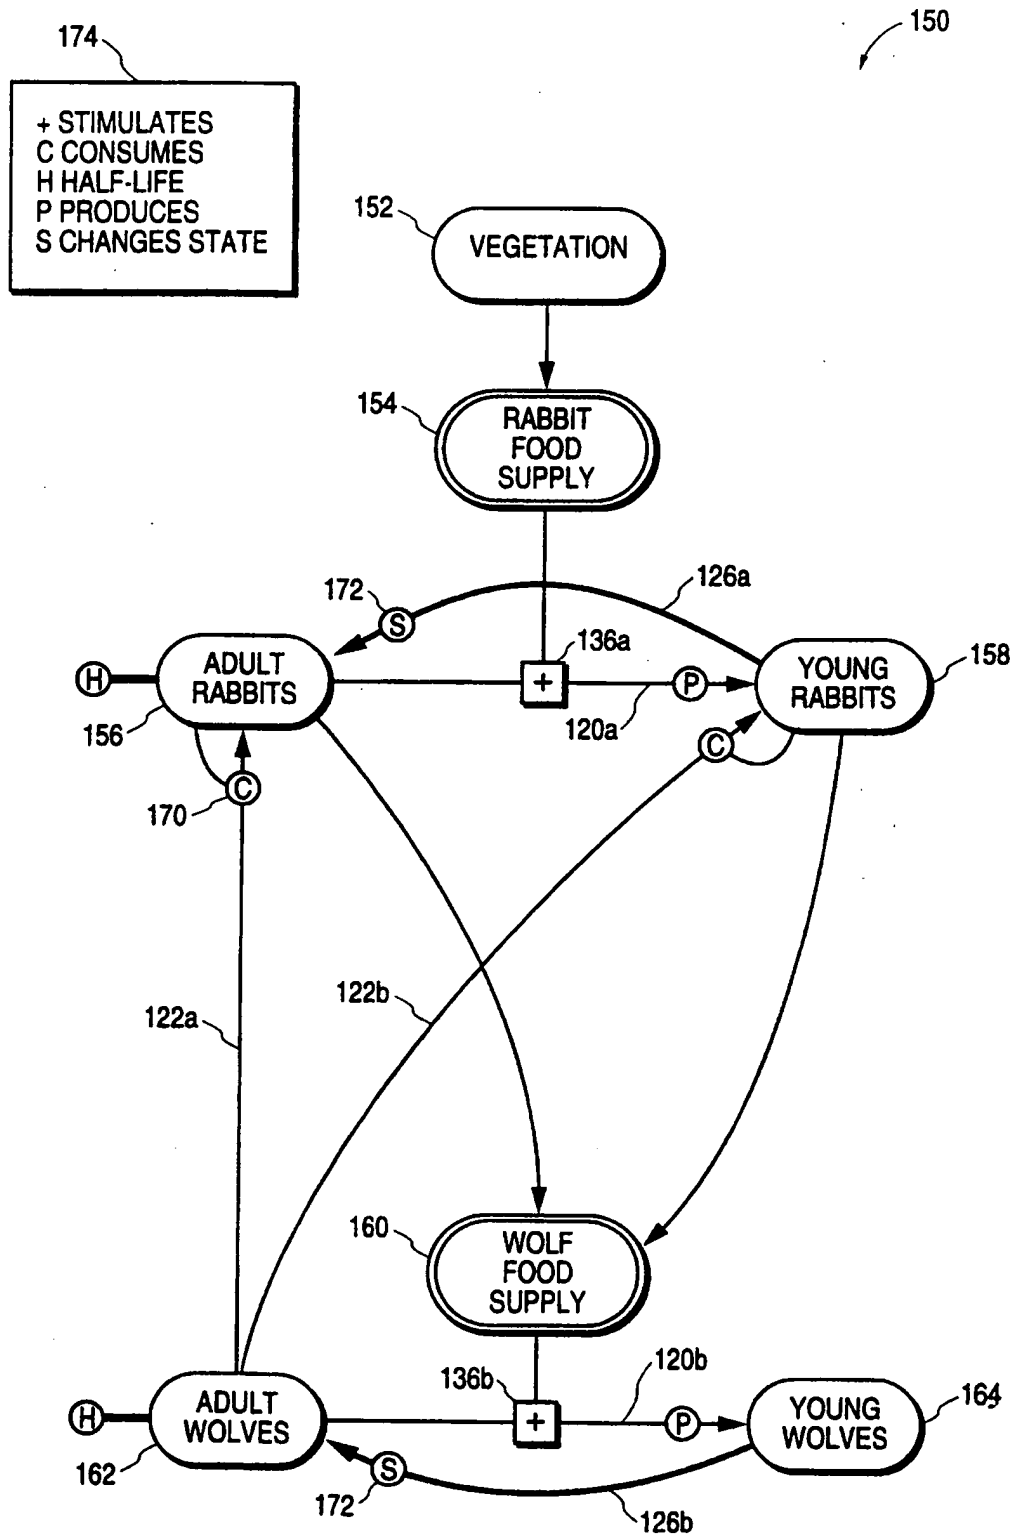 150
174
+ STIMULATES
C CONSUMES
H HALF-LIFE
P PRODUCES
S CHANGES STATE
152
VEGETATION
154
RABBIT
FOOD
SUPPLY
126a
172
S
136a
H
ADULT
RABBITS
+
P
YOUNG
RABBITS
158
156
120a
C
C
170
122a
122b
160
WOLF
FOOD
SUPPLY
136b
120b
H
ADULT
WOLVES
+
P
YOUNG
WOLVES
164
162
S
172
126b